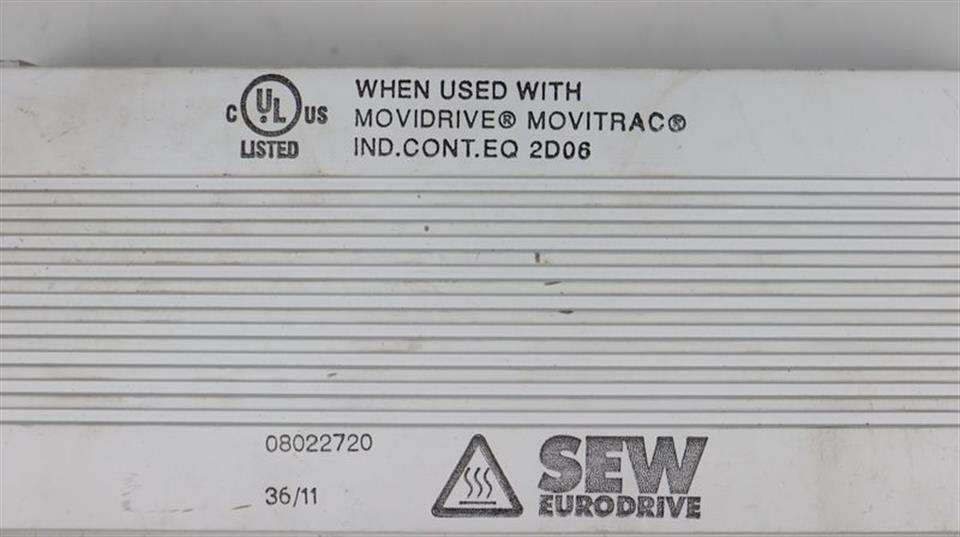 C UL US
LISTED
WHEN USED WITH
MOVIDRIVE® MOVITRAC®
IND.CONT.EQ 2D06
08022720
36/11
SEW
EURODRIVE